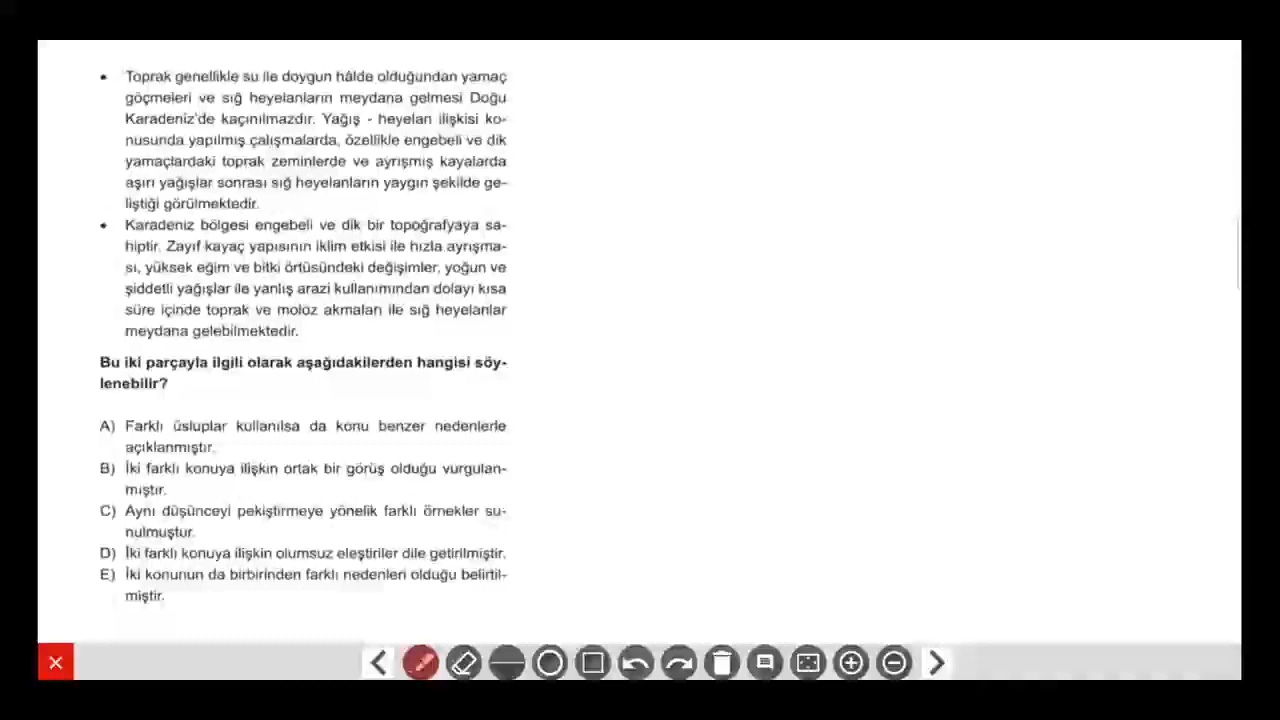 • Toprak genellikle su ile doygun hâlde olduğundan yamaç
göçmeleri ve sığ heyelanların meydana gelmesi Doğu
Karadeniz'de kaçınılmazdır. Yağış - heyelan ilişkisi ko-
nusunda yapılmış çalışmalarda, özellikle engebeli ve dik
yamaçlardaki toprak zeminlerde ve ayrışmış kayalarda
aşırı yağışlar sonrası sığ heyelanların yaygın şekilde ge-
liştiği görülmektedir.
• Karadeniz bölgesi engebeli ve dik bir topoğrafyaya sa-
hiptir. Zayıf kayaç yapısının iklim etkisi ile hızla ayrışma-
sı, yüksek eğim ve bitki örtüsündeki değişimler, yoğun ve
şiddetli yağışlar ile yanlış arazi kullanımından dolayı kısa
süre içinde toprak ve moloz akmaları ile sığ heyelanlar
meydana gelebilmektedir.
Bu iki parçayla ilgili olarak aşağıdakilerden hangisi söy-
lenebilir?
A) Farklı üsluplar kullanılsa da konu benzer nedenlerle
açıklanmıştır.
B) İki farklı konuya ilişkin ortak bir görüş olduğu vurgulan-
mıştır.
C) Aynı düşünceyi pekiştirmeye yönelik farklı örnekler su-
nulmuştur.
D) İki farklı konuya ilişkin olumsuz eleştiriler dile getirilmiştir.
E) İki konunun da birbirinden farklı nedenleri olduğu belirtil-
miştir.